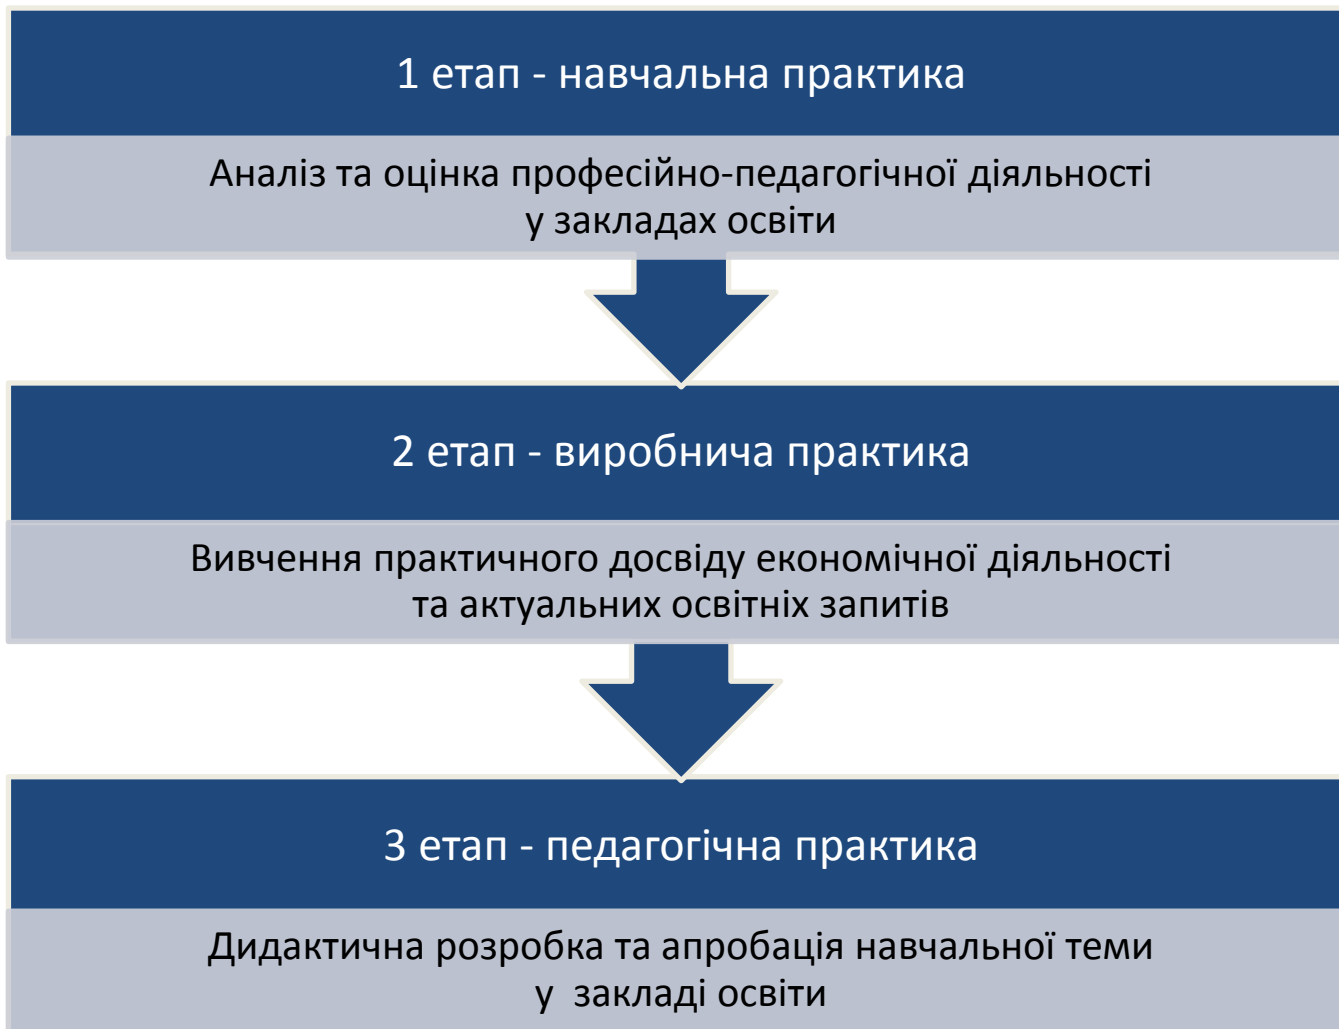 1 етап - навчальна практика
Аналіз та оцінка професійно-педагогічної діяльності
у закладах освіти
2 етап - виробнича практика
Вивчення практичного досвіду економічної діяльності
та актуальних освітніх запитів
3 етап - педагогічна практика
Дидактична розробка та апробація навчальної теми
у закладі освіти